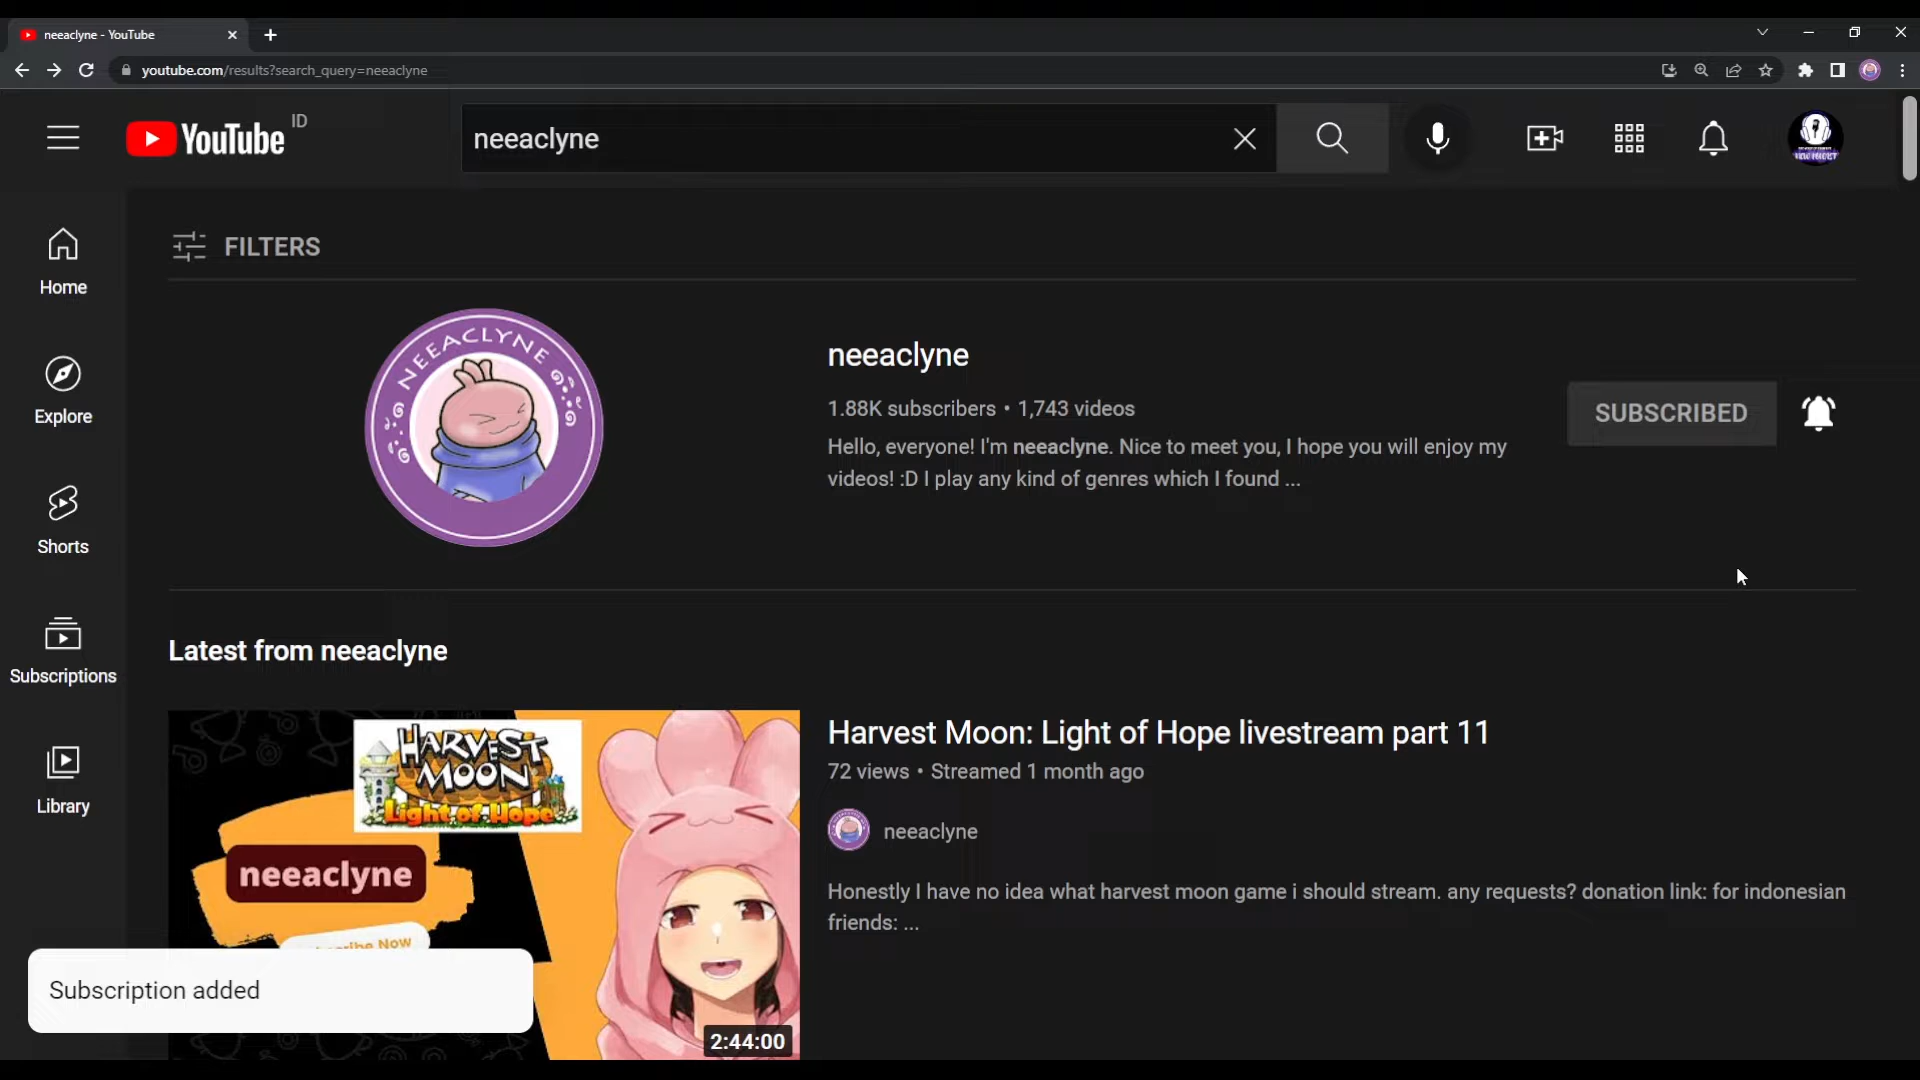 neeaclyne - YouTube
youtube.com/results?search_query=neeaclyne
YouTube ID
neeaclyne
FILTERS
Home
Explore
Shorts
Subscriptions
Library
NEEACLYNE
neeaclyne
1.88K subscribers • 1,743 videos
Hello, everyone! I'm neeaclyne. Nice to meet you, I hope you will enjoy my
videos! :D I play any kind of genres which I found ...
SUBSCRIBED
Latest from neeaclyne
HARVEST
MOON
Light of Hope
neeaclyne
Now
2:44:00
Harvest Moon: Light of Hope livestream part 11
72 views • Streamed 1 month ago
neeaclyne
Honestly I have no idea what harvest moon game i should stream. any requests? donation link: for indonesian
friends: ...
Subscription added